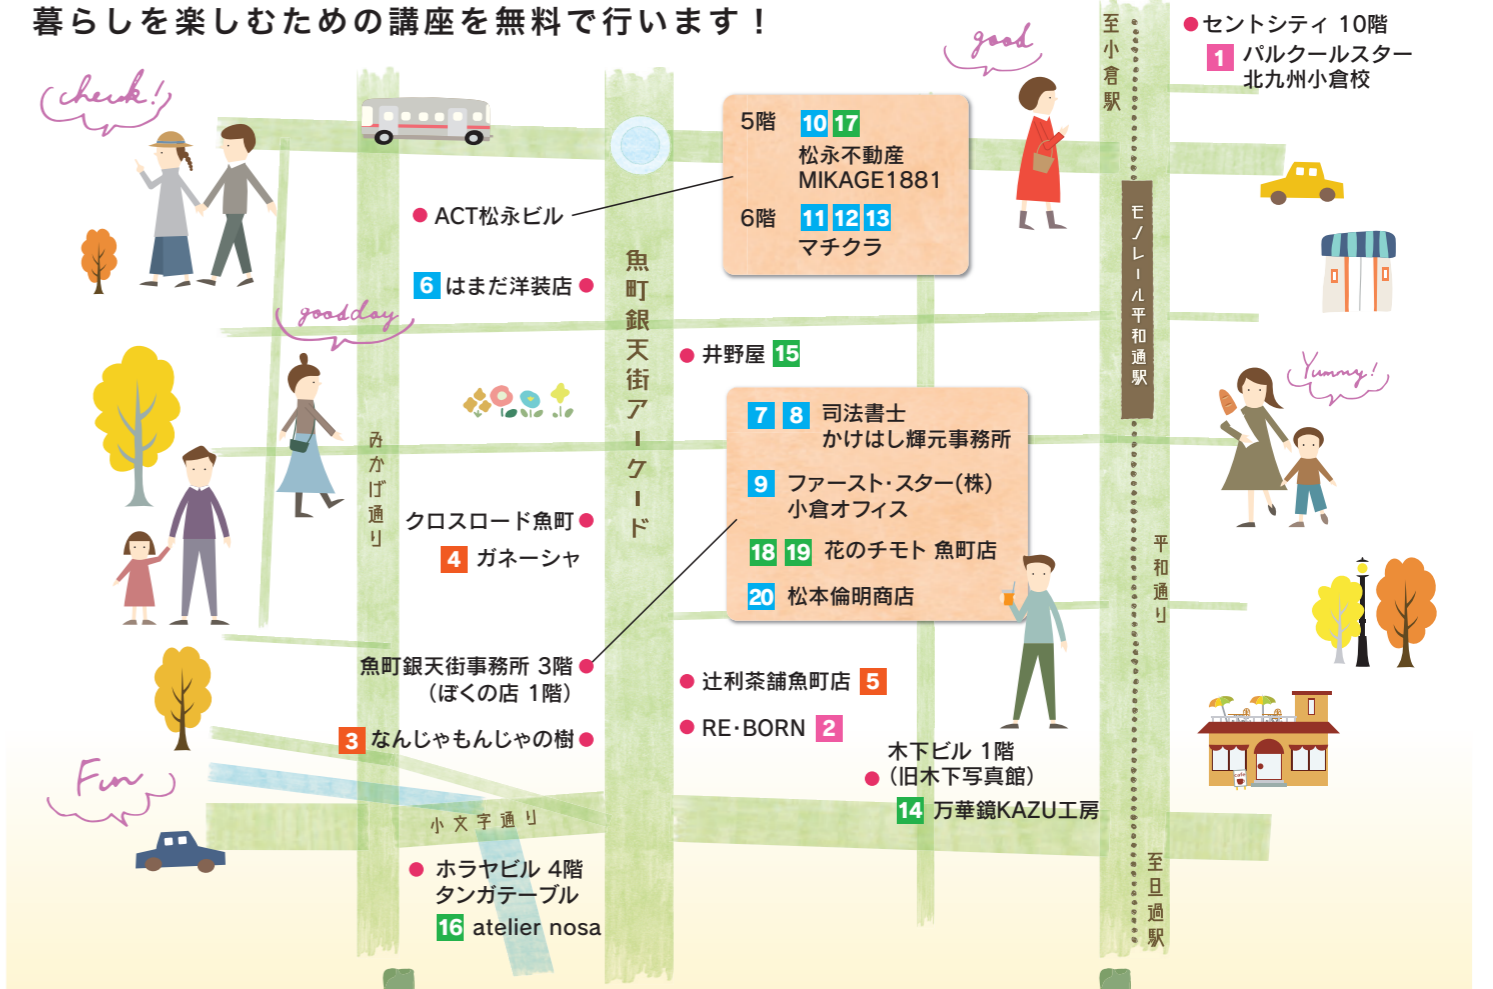 暮らしを楽しむための講座を無料で行います！
至小倉駅
セントシティ 10階
1 パルクールスター
北九州小倉校
good
check!
5階 10 17
松永不動産
MIKAGE1881
6階 11 12 13
マチクラ
ACT松永ビル
6 はまだ洋装店
モノレール平和通駅
魚町銀天街アーケード
goodday
井野屋 15
Yummy!
7 8 司法書士
かけはし輝元事務所
9 ファースト・スター(株)
小倉オフィス
18 19 花のチモト 魚町店
20 松本倫明商店
みかげ通り
クロスロード魚町
4 ガネーシャ
平和通り
魚町銀天街事務所 3階
（ぼくの店 1階）
辻利茶舗魚町店 5
RE・BORN 2
3 なんじゃもんじゃの樹
木下ビル 1階
（旧木下写真館）
14 万華鏡KAZU工房
Fun
cafe
小文字通り
至旦過駅
ホラヤビル 4階
タンガテーブル
16 atelier nosa